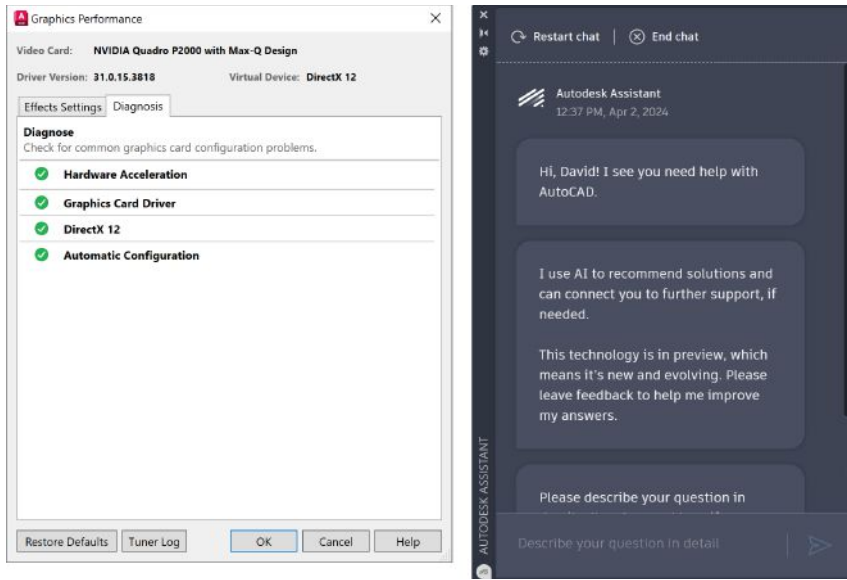 Graphics Performance
Video Card: NVIDIA Quadro P2000 with Max-Q Design
Driver Version: 31.0.15.3818 Virtual Device: DirectX 12
Effects Settings Diagnosis
Diagnose
Check for common graphics card configuration problems.
Hardware Acceleration
Graphics Card Driver
DirectX 12
Automatic Configuration
Restore Defaults Tuner Log OK Cancel Help
Restart chat | End chat
Autodesk Assistant
12:37 PM, Apr 2, 2024
Hi, David! I see you need help with
AutoCAD.
I use AI to recommend solutions and
can connect you to further support, if
needed.
This technology is in preview, which
means it's new and evolving. Please
leave feedback to help me improve
my answers.
Please describe your question in
Describe your question in detail
AUTODESK ASSISTANT